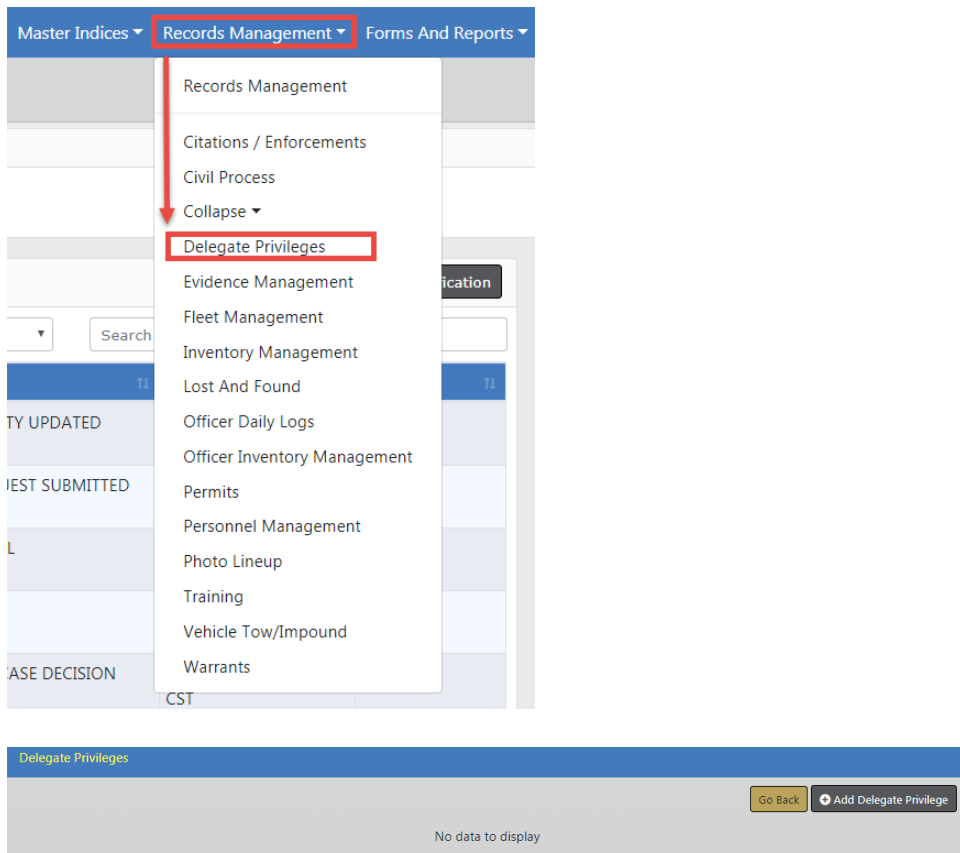 Master Indices Records Management Forms And Reports
Records Management
Citations / Enforcements
Civil Process
Collapse
Delegate Privileges
Evidence Management
ication
Fleet Management
Search
Inventory Management
Lost And Found
TY UPDATED
Officer Daily Logs
Officer Inventory Management
EST SUBMITTED
Permits
Personnel Management
L
Photo Lineup
Training
Vehicle Tow/Impound
Warrants
ASE DECISION
CST
Delegate Privileges
Go Back Add Delegate Privilege
No data to display